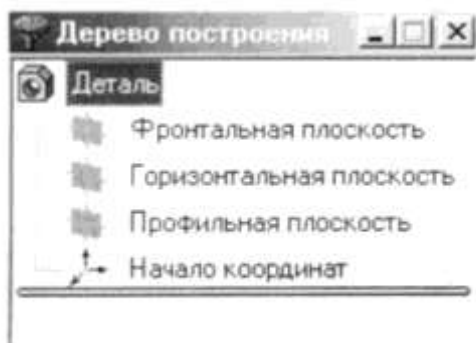 Дерево построения
Деталь
Фронтальная плоскость
Горизонтальная плоскость
Профильная плоскость
Начало координат